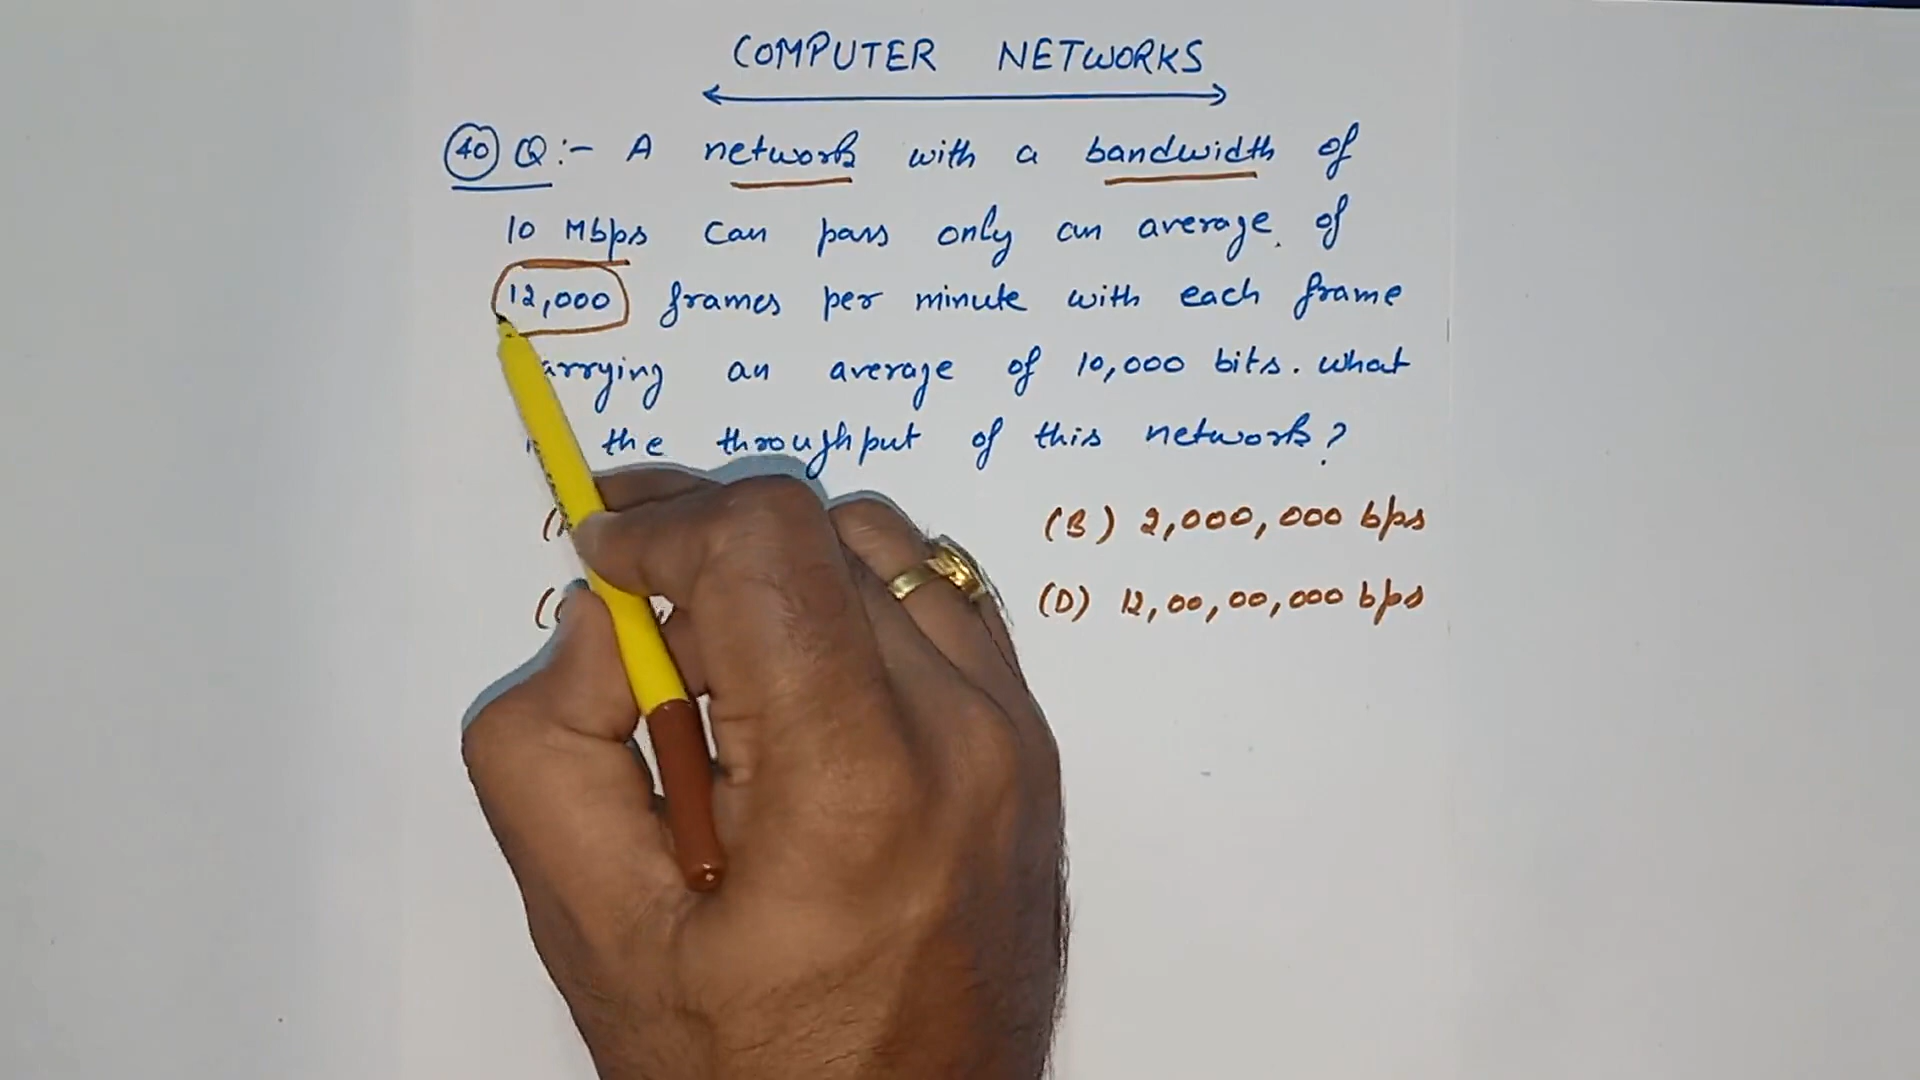 COMPUTER NETWORKS
40 Q:- A network with a bandwidth of
10 Mbps can pass only an average of
12,000 frames per minute with each frame
arrying an average of 10,000 bits. what
the throughput of this network?
(B) 2,000,000 bps
(D) 12,00,00,000 bps